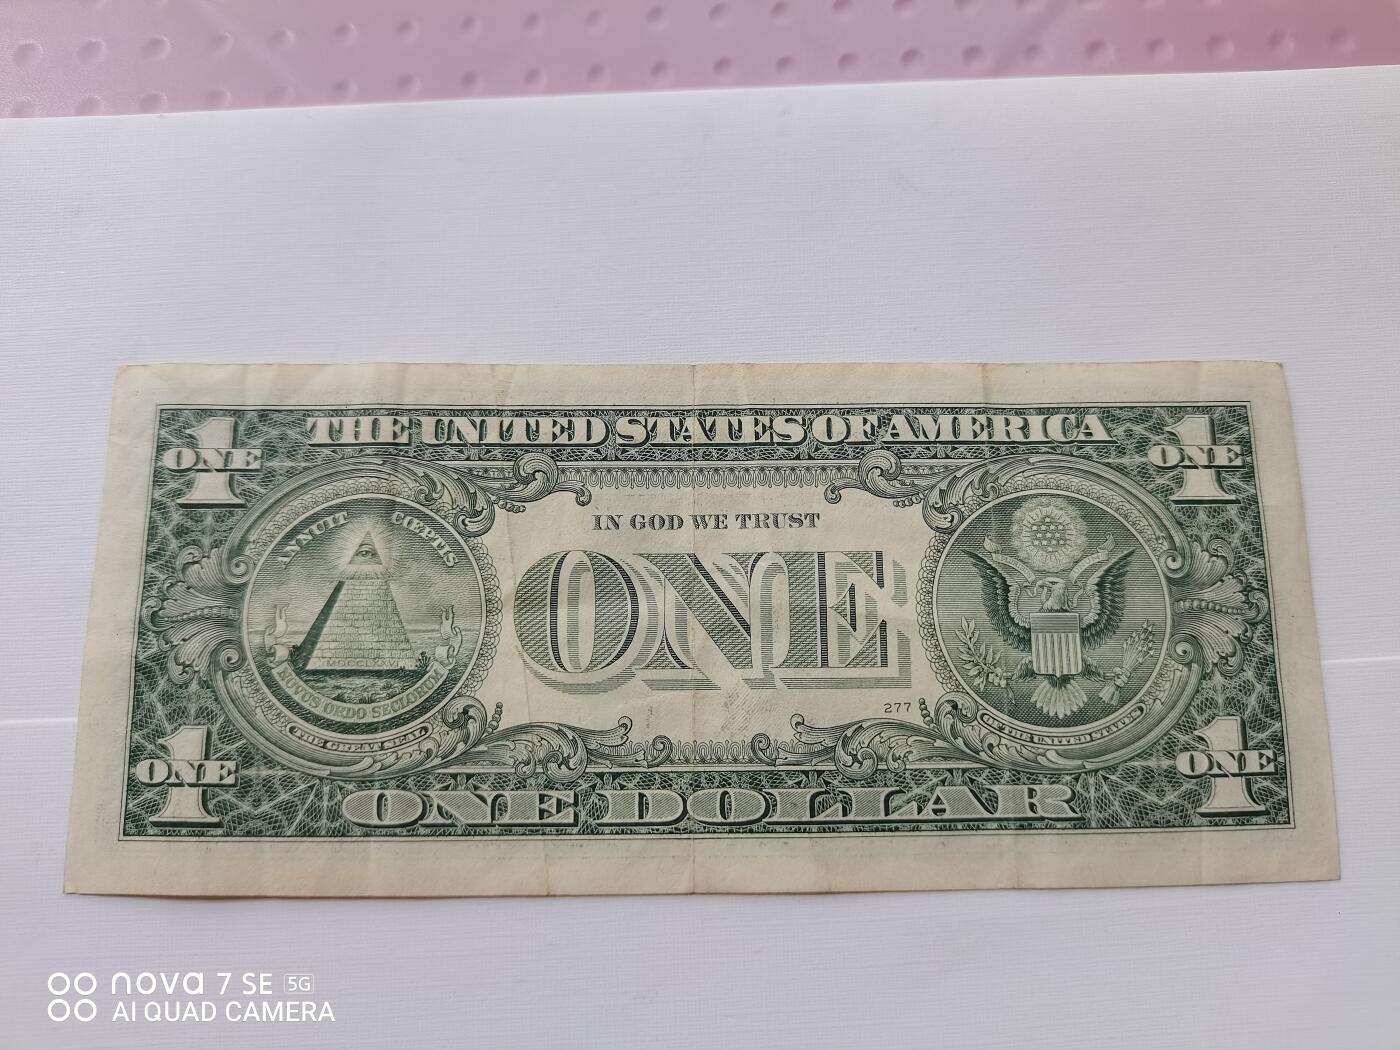 THE UNITED STATES OF AMERICA
1
ONE
1
ONE
ANNUIT CŒPTIS
IN GOD WE TRUST
ONE
MDCCLXXVI
NOVUS ORDO SECLORUM
277
THE GREAT SEAL
OF THE UNITED STATES
1
ONE
1
ONE
ONE DOLLAR
nova 7 SE 5G
AI QUAD CAMERA